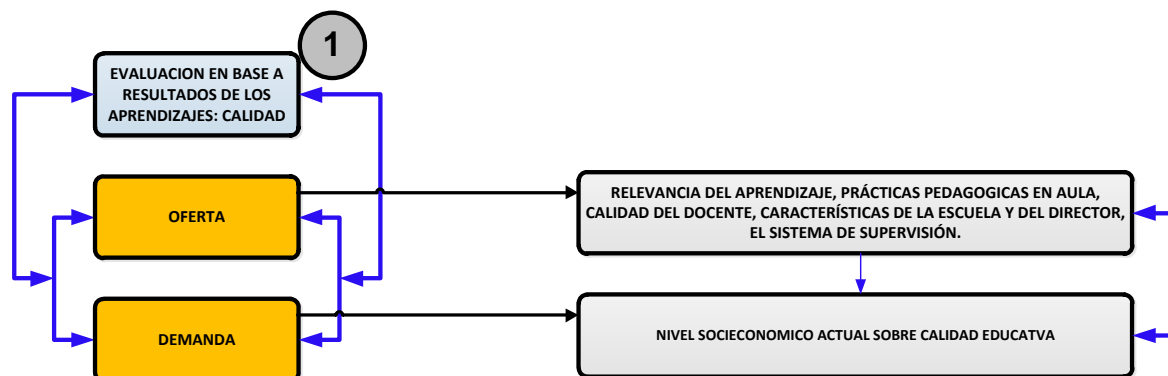 1
EVALUACION EN BASE A
RESULTADOS DE LOS
APRENDIZAJES: CALIDAD
OFERTA
RELEVANCIA DEL APRENDIZAJE, PRÁCTICAS PEDAGOGICAS EN AULA,
CALIDAD DEL DOCENTE, CARACTERÍSTÍCAS DE LA ESCUELA Y DEL DIRECTOR,
EL SISTEMA DE SUPERVISIÓN.
DEMANDA
NIVEL SOCIECONOMICO ACTUAL SOBRE CALIDAD EDUCATVA